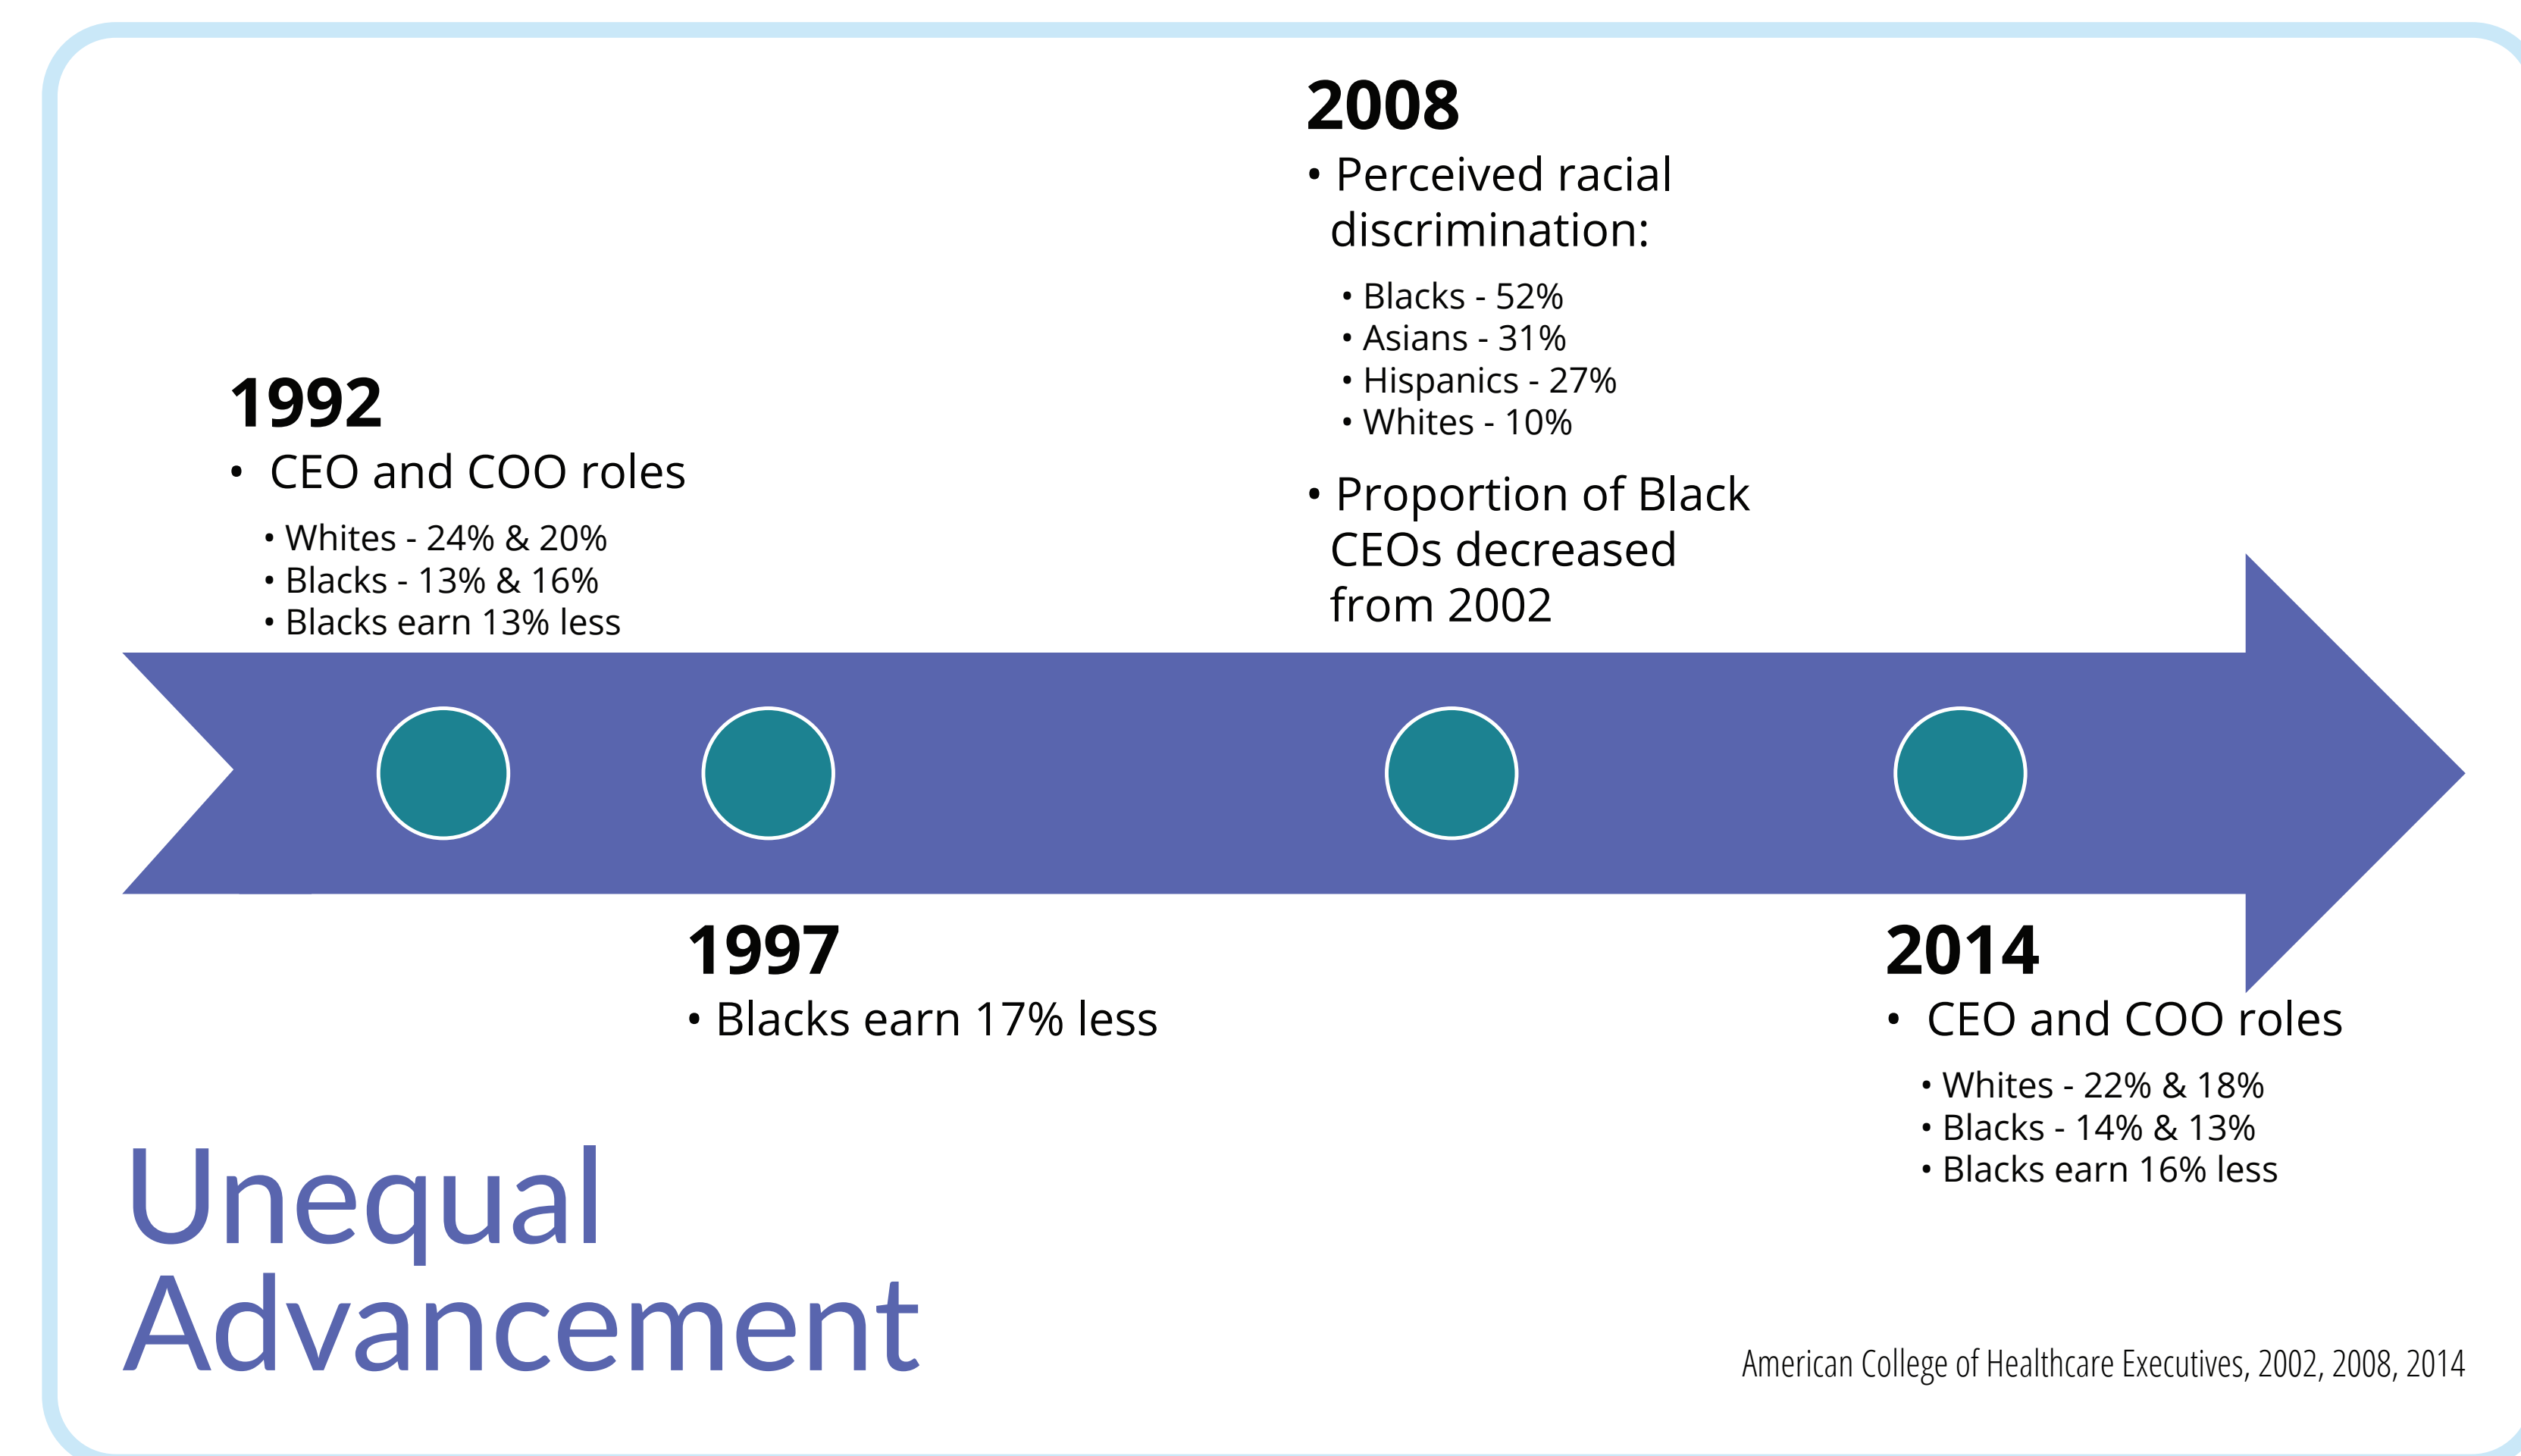 1992
• CEO and COO roles
• Whites - 24% & 20%
• Blacks - 13% & 16%
• Blacks earn 13% less
1997
• Blacks earn 17% less
2008
• Perceived racial
discrimination:
• Blacks - 52%
• Asians - 31%
• Hispanics - 27%
• Whites - 10%
• Proportion of Black
CEOs decreased
from 2002
2014
• CEO and COO roles
• Whites - 22% & 18%
• Blacks - 14% & 13%
• Blacks earn 16% less
Unequal
Advancement
American College of Healthcare Executives, 2002, 2008, 2014